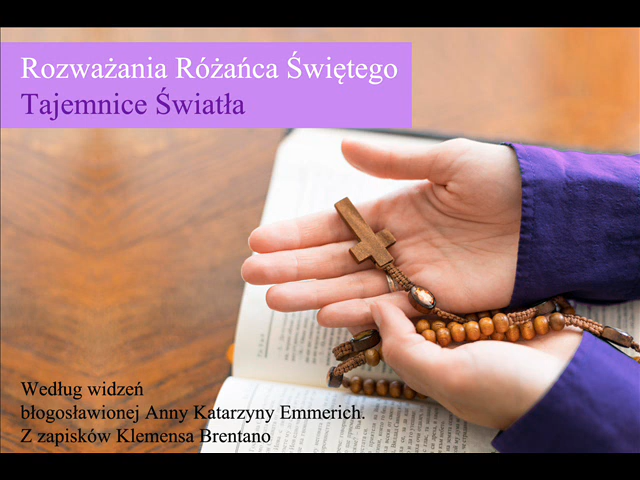 Rozważania Różańca Świętego
Tajemnice Światła
Według widzeń
błogosławionej Anny Katarzyny Emmerich.
Z zapisków Klemensa Brentano